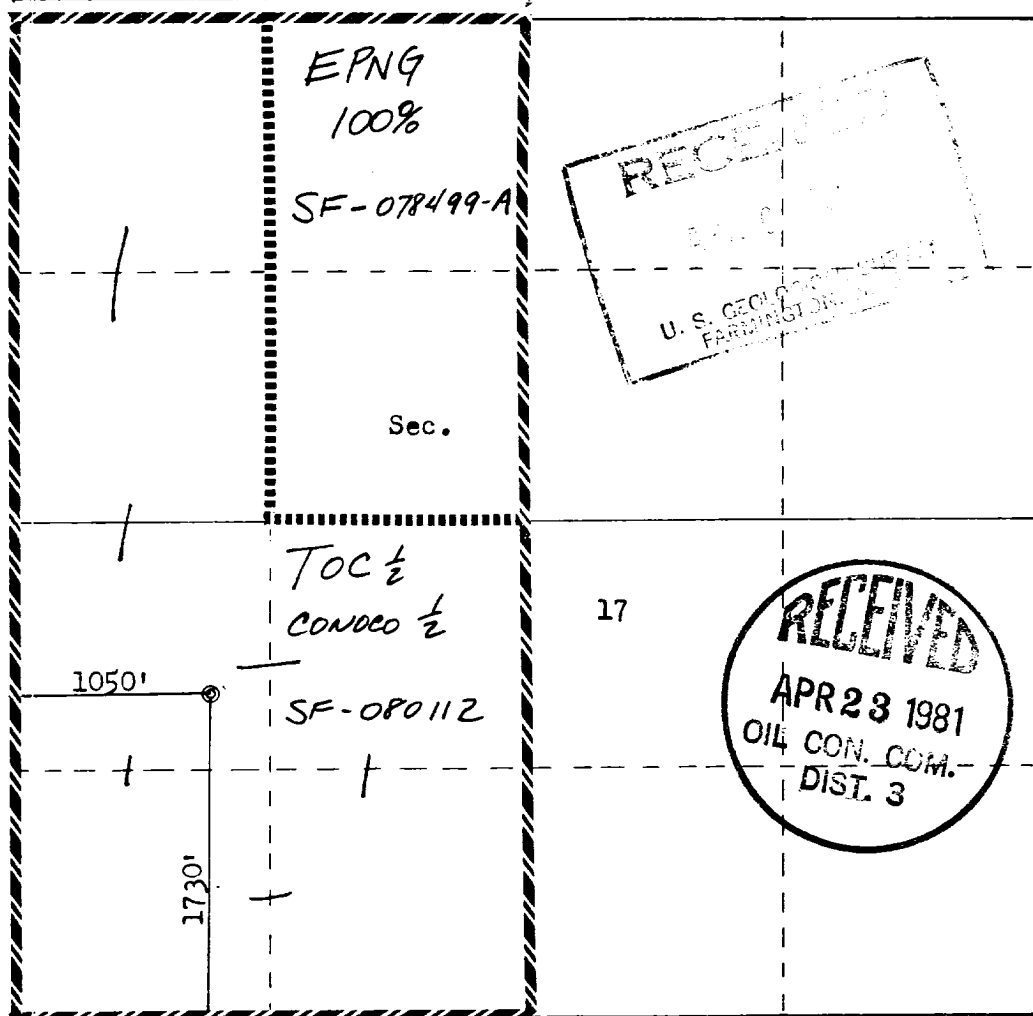 EPNG
100%
SF-078499-A
RECEIVED
U. S. GEOLOGICAL SURVEY
FARMINGTON,
Sec.
TOC 1/2
CONOCO 1/2
17
SF-080112
1050'
1730'
RECEIVED
APR 23 1981
OIL CON. COM.
DIST. 3